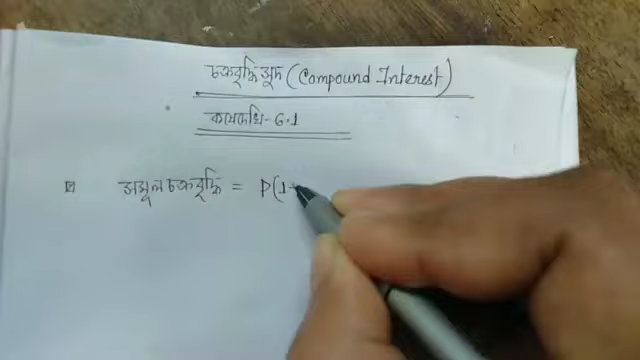 চক্রবৃদ্ধি সুদ (Compound Interest)
কষে দেখি - 6.1
সমূল চক্রবৃদ্ধি = P(1+